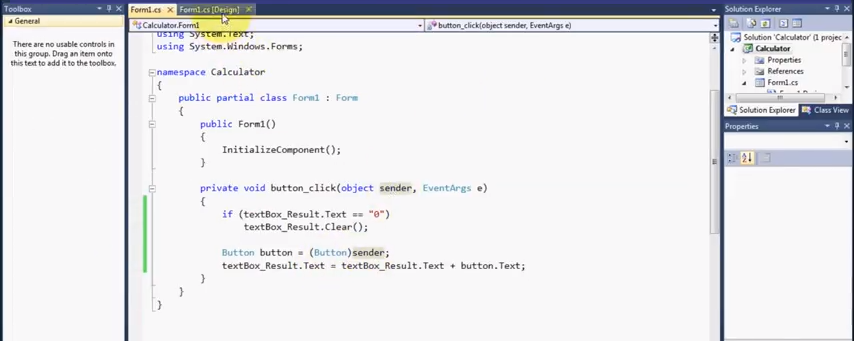 Toolbox
General
There are no usable controls in
this group. Drag an item onto
this text to add it to the toolbox.
Form1.cs
Form1.cs [Design]
Calculator.Form1
button_click(object sender, EventArgs e)
using System.Text;
using System.Windows.Forms;
namespace Calculator
{
public partial class Form1 : Form
{
public Form1()
{
InitializeComponent();
}
private void button_click(object sender, EventArgs e)
{
if (textBox_Result.Text == "0")
textBox_Result.Clear();
Button button = (Button)sender;
textBox_Result.Text = textBox_Result.Text + button.Text;
}
}
}
Solution Explorer
Solution 'Calculator' (1 projec
Calculator
Properties
References
Form1.cs
Solution Explorer
Class View
Properties